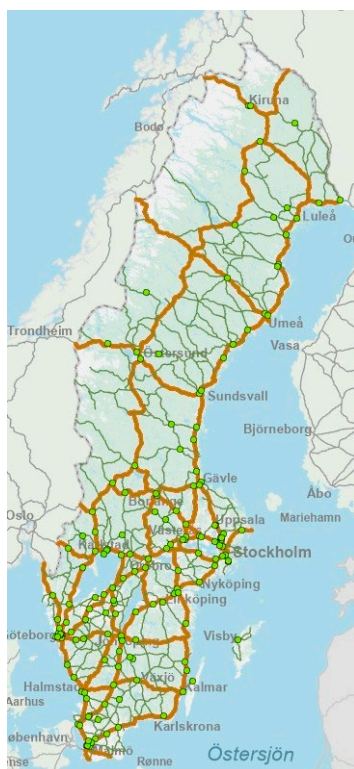 Kiruna
Bodø
Luleå
Umeå
Trondheim
Östersund
Vasa
Sundsvall
Björneborg
Gävle
Åbo
Mariehamn
Uppsala
Oslo
Stockholm
Nyköping
Linköping
Göteborg
Visby
Växjö
Halmstad
Kalmar
Aarhus
Karlskrona
København
Malmö
Rønne
Östersjön